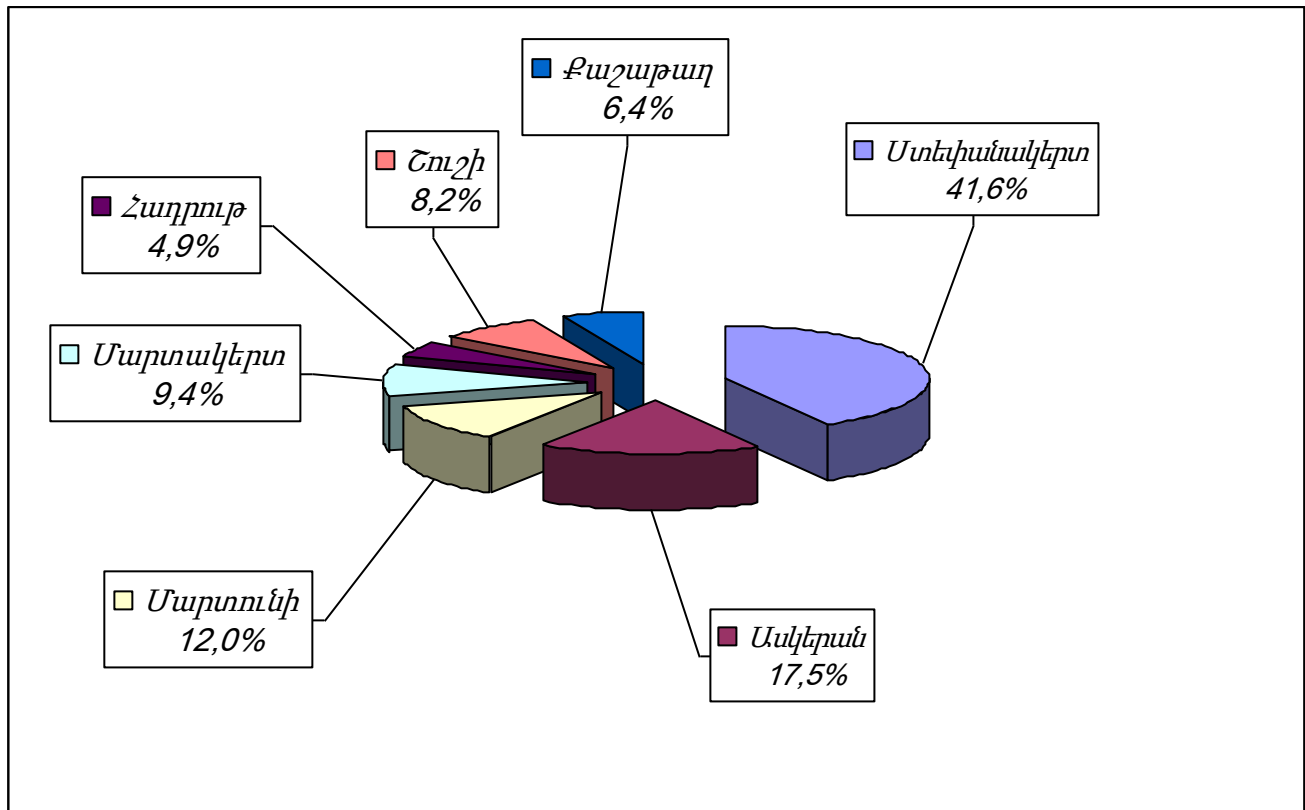 Քաշաթաղ
6,4%
Ստեփանակերտ
41,6%
Շուշի
8,2%
Հադրութ
4,9%
Մարտակերտ
9,4%
Մարտունի
12,0%
Ասկերան
17,5%